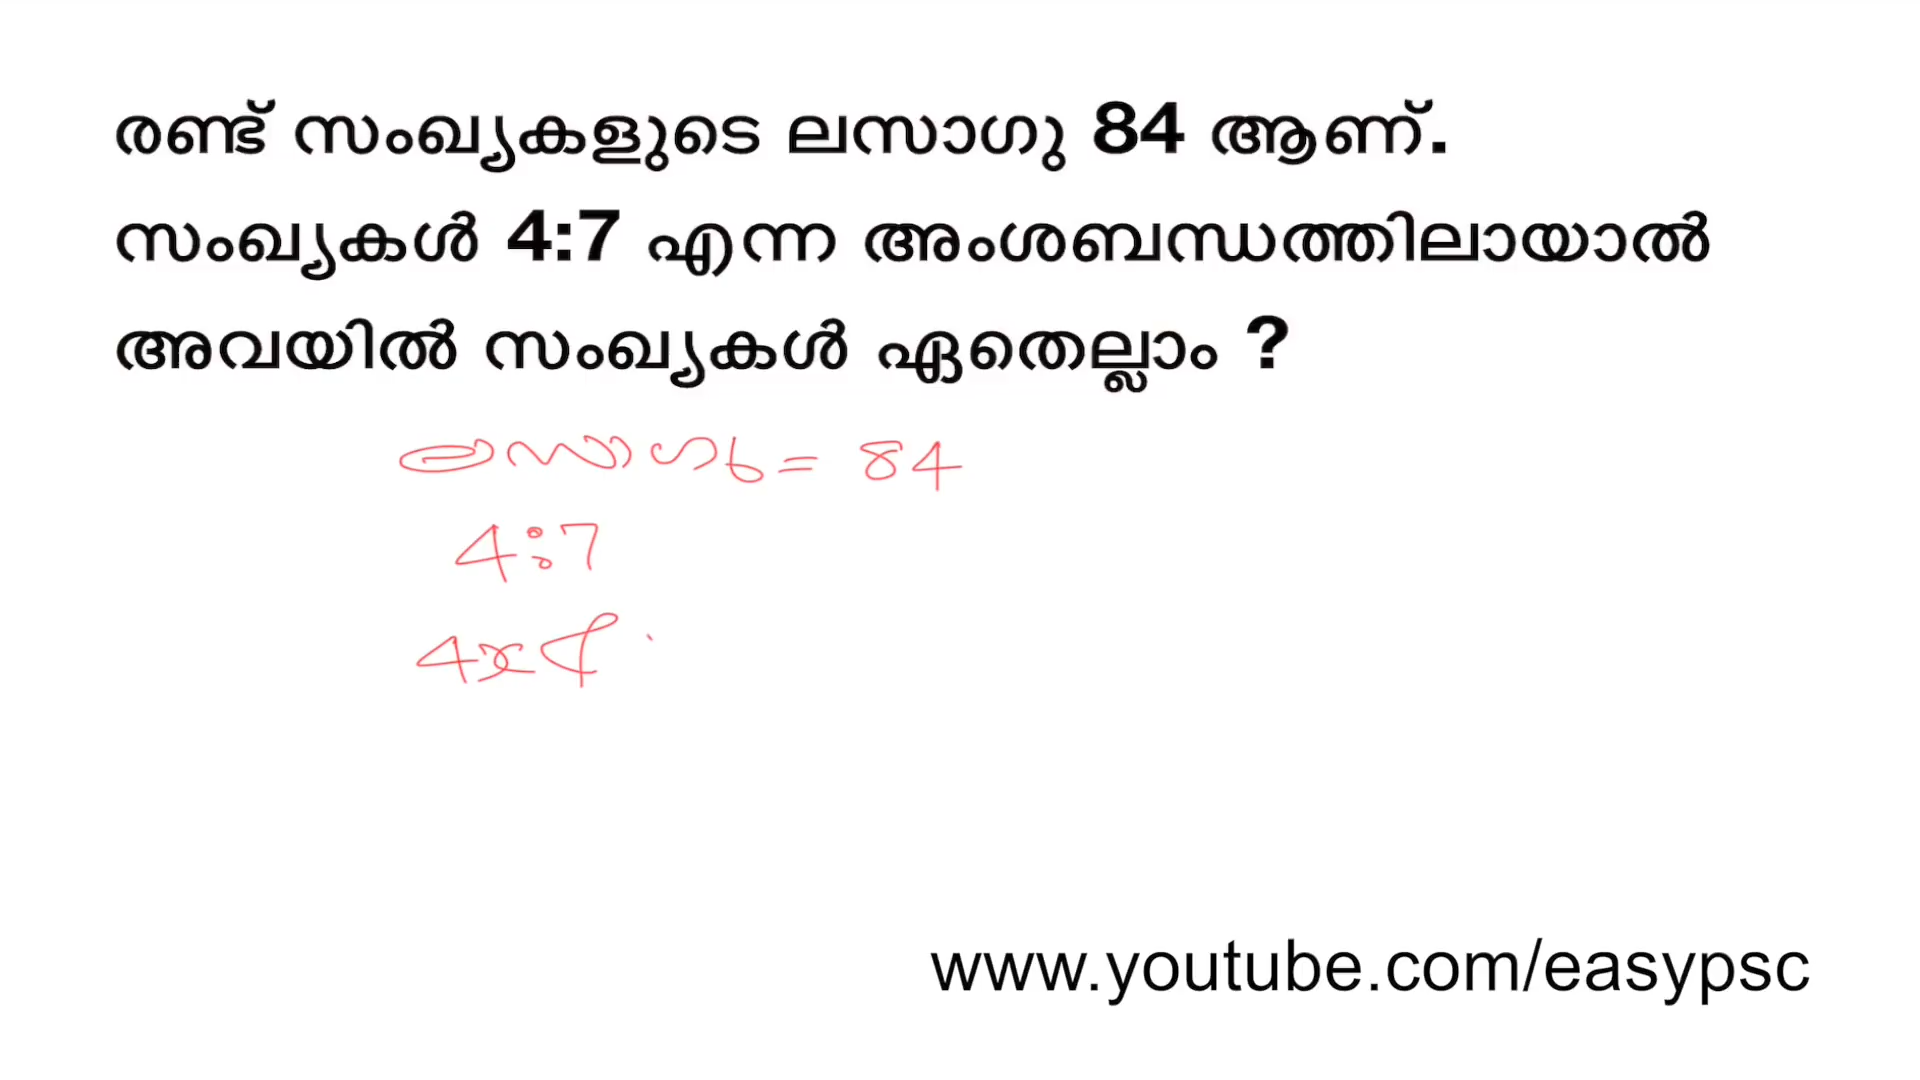 രണ്ട് സംഖ്യകളുടെ ലസാഗു 84 ആണ്.
സംഖ്യകൾ 4:7 എന്ന അംശബന്ധത്തിലായാൽ
അവയിൽ സംഖ്യകൾ ഏതെല്ലാം ?
ലസാഗു = 84
4:7
4x
www.youtube.com/easypsc